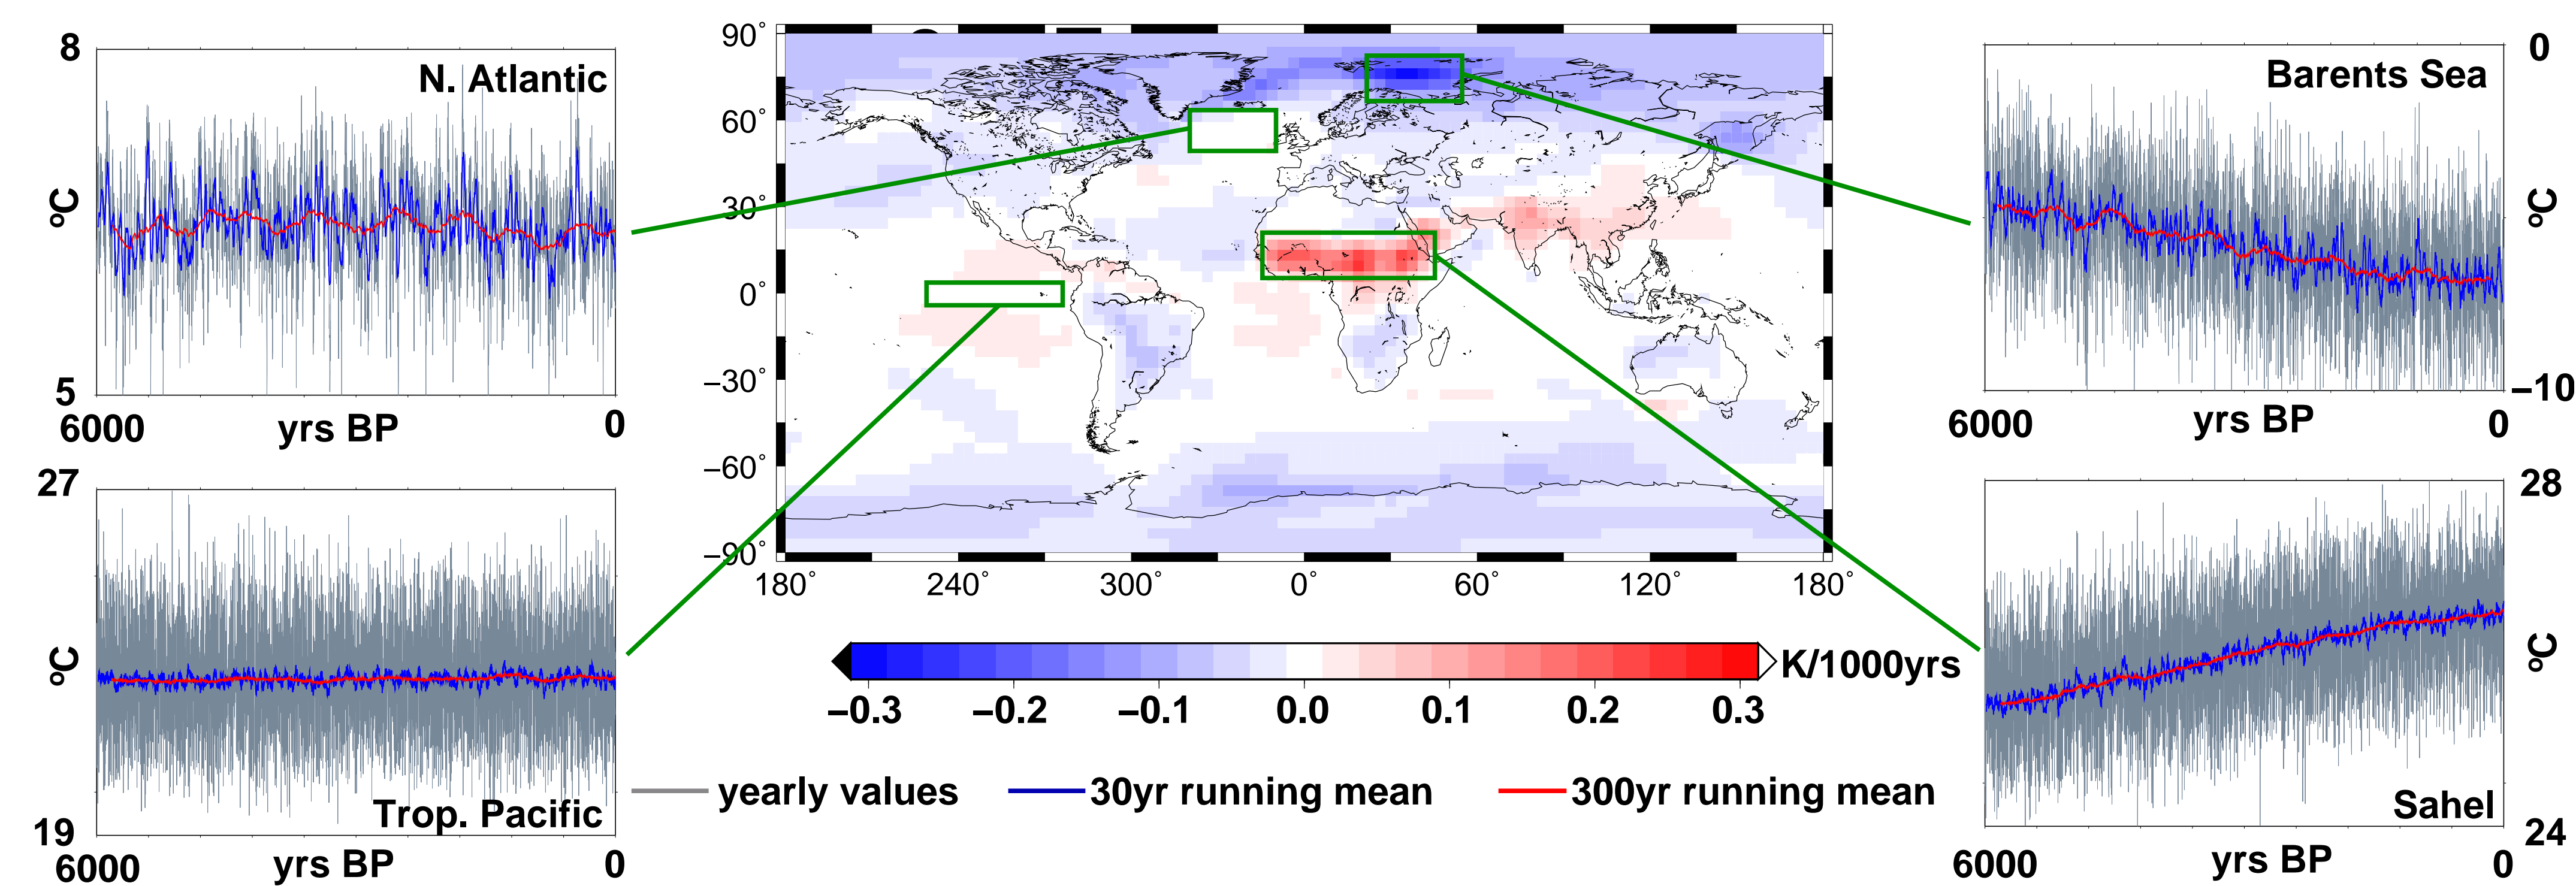 8
N. Atlantic
°C
5
6000
yrs BP
0
27
°C
Trop. Pacific
19
6000
yrs BP
0
90°
60°
30°
0°
−30°
−60°
−90°
180°
240°
300°
0°
60°
120°
180°
K/1000yrs
−0.3
−0.2
−0.1
0.0
0.1
0.2
0.3
yearly values
30yr running mean
300yr running mean
0
Barents Sea
°C
−10
6000
yrs BP
0
28
°C
Sahel
24
6000
yrs BP
0